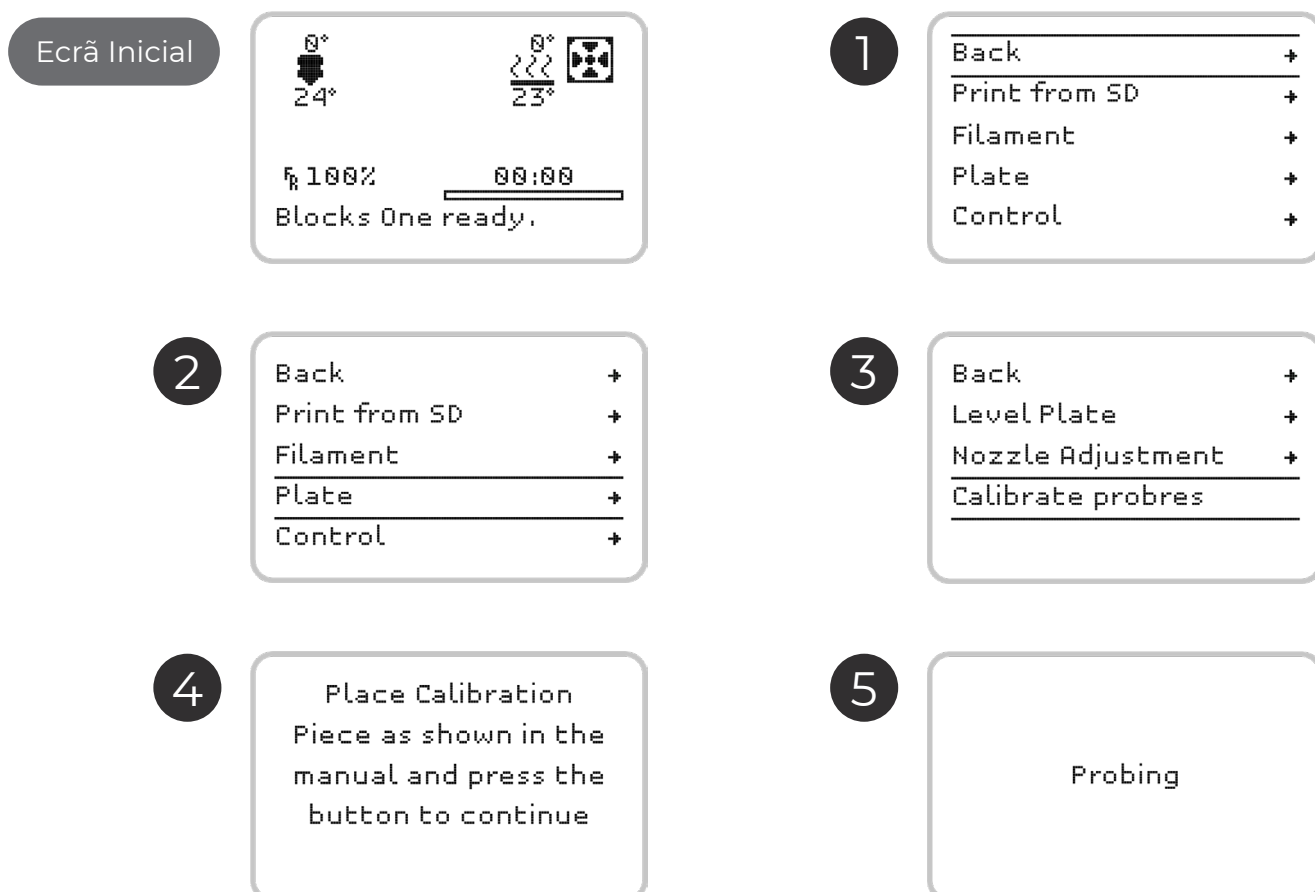 Ecrã Inicial
0° 0°
24° 23°
FR 100% 00:00
Blocks One ready.
1
Back
Print from SD
Filament
Plate
Control
2
Back
Print from SD
Filament
Plate
Control
3
Back
Level Plate
Nozzle Adjustment
Calibrate probres
4
Place Calibration
Piece as shown in the
manual and press the
button to continue
5
Probing